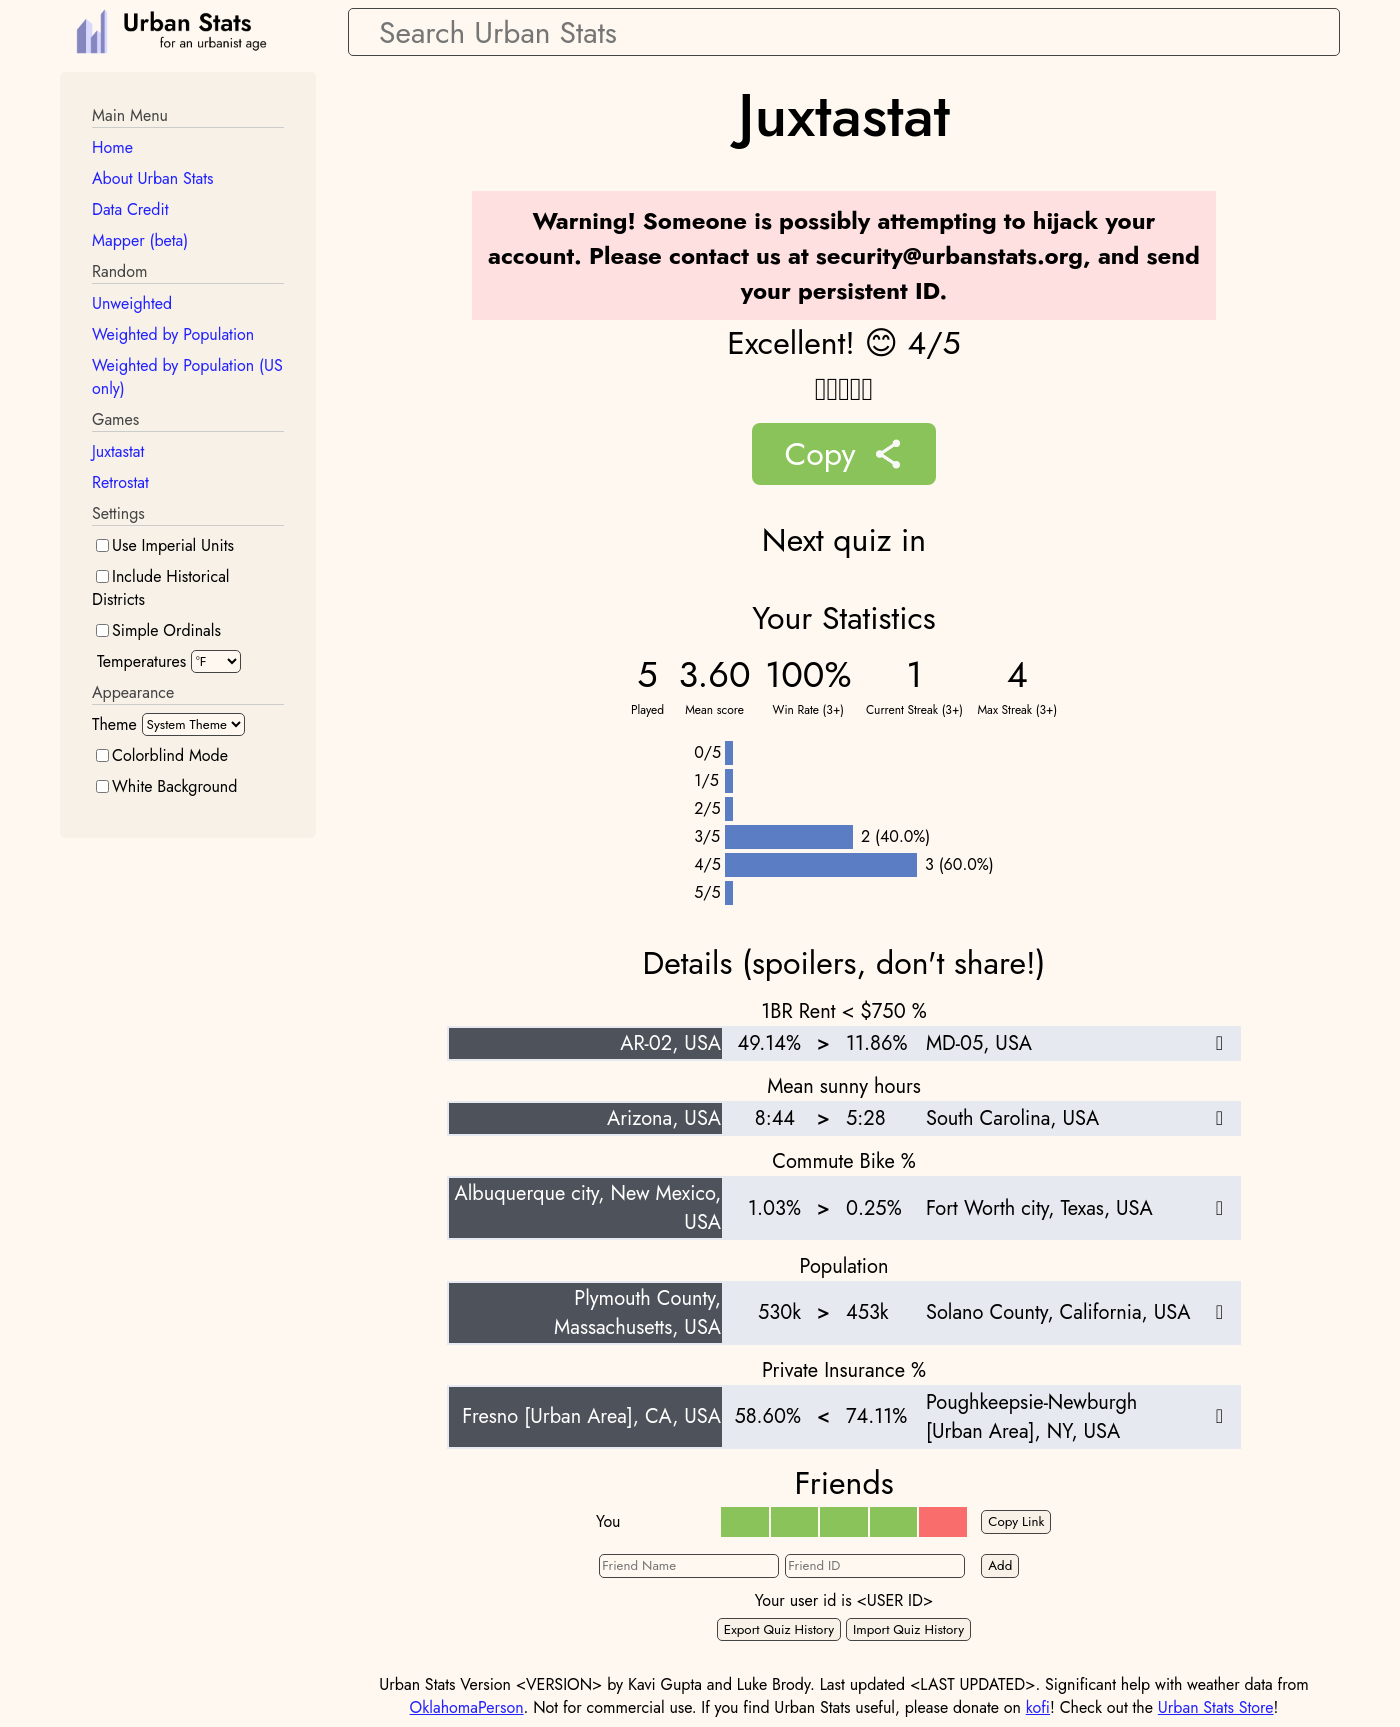 Urban Stats
for an urbanist age
Search Urban Stats
Main Menu
Home
About Urban Stats
Data Credit
Mapper (beta)
Random
Unweighted
Weighted by Population
Weighted by Population (US
only)
Games
Juxtastat
Retrostat
Settings
Use Imperial Units
Include Historical
Districts
Simple Ordinals
Temperatures °F
Appearance
Theme System Theme
Colorblind Mode
White Background
Juxtastat
Warning! Someone is possibly attempting to hijack your
account. Please contact us at security@urbanstats.org, and send
your persistent ID.
Excellent! 😊 4/5
Copy
Next quiz in
Your Statistics
5 3.60 100% 1 4
Played Mean score Win Rate (3+) Current Streak (3+) Max Streak (3+)
0/5
1/5
2/5
3/5 2 (40.0%)
4/5 3 (60.0%)
5/5
Details (spoilers, don't share!)
1BR Rent < $750 %
AR-02, USA 49.14% > 11.86% MD-05, USA
Mean sunny hours
Arizona, USA 8:44 > 5:28 South Carolina, USA
Commute Bike %
Albuquerque city, New Mexico,
USA 1.03% > 0.25% Fort Worth city, Texas, USA
Population
Plymouth County,
Massachusetts, USA 530k > 453k Solano County, California, USA
Private Insurance %
Fresno [Urban Area], CA, USA 58.60% < 74.11% Poughkeepsie-Newburgh
[Urban Area], NY, USA
Friends
You Copy Link
Friend Name Friend ID Add
Your user id is <USER ID>
Export Quiz History Import Quiz History
Urban Stats Version <VERSION> by Kavi Gupta and Luke Brody. Last updated <LAST UPDATED>. Significant help with weather data from
OklahomaPerson. Not for commercial use. If you find Urban Stats useful, please donate on kofi! Check out the Urban Stats Store!